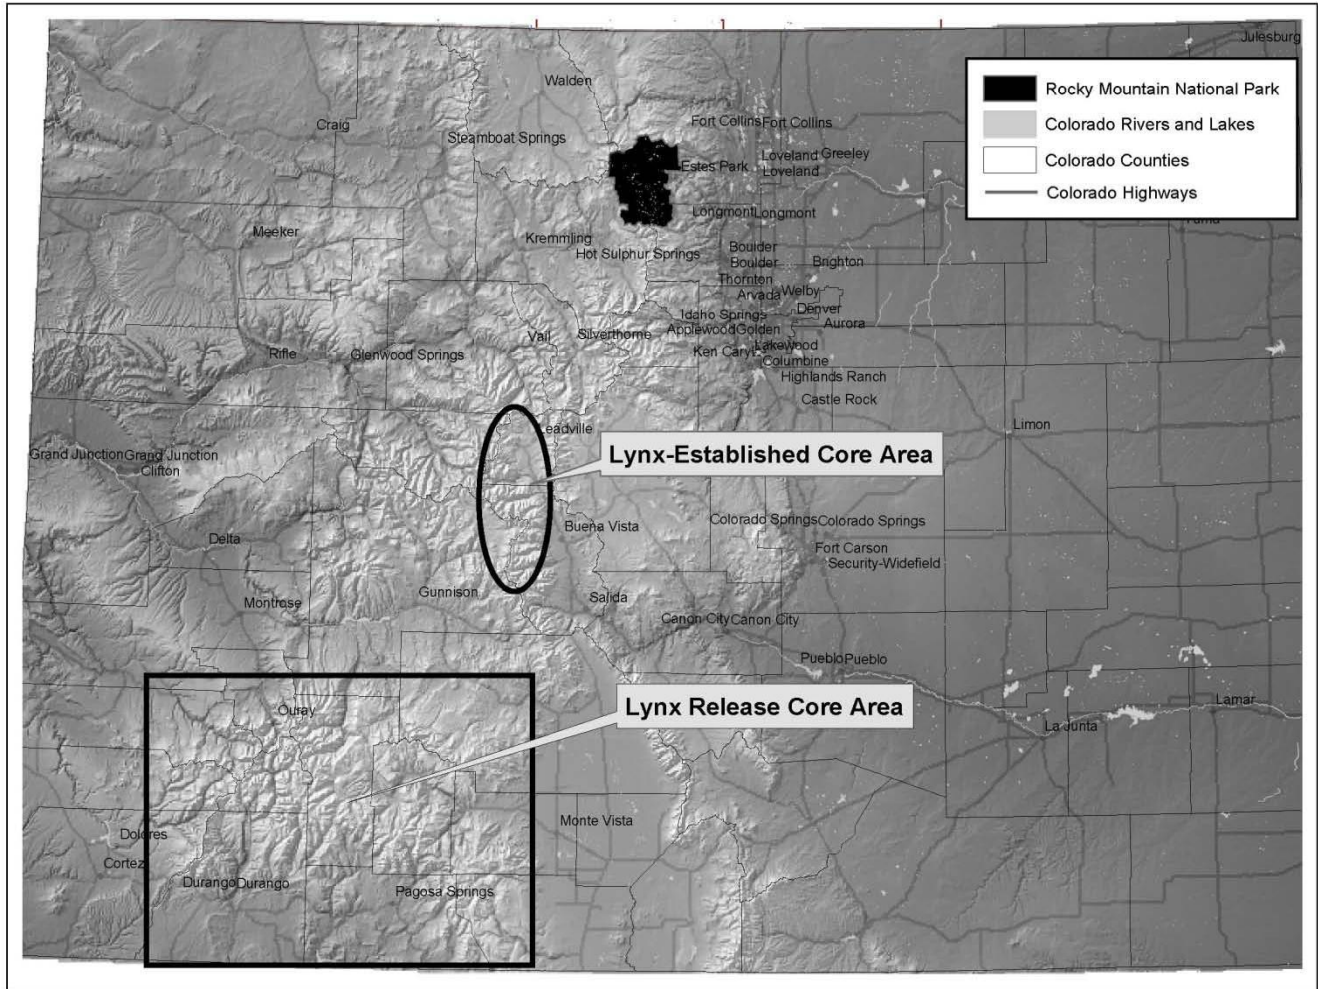 Julesburg
Walden
Rocky Mountain National Park
Colorado Rivers and Lakes
Colorado Counties
Colorado Highways
Craig
Steamboat Springs
Fort Collins
Fort Collins
Estes Park
Loveland
Greeley
Loveland
Longmont
Longmont
Meeker
Kremmling
Hot Sulphur Springs
Boulder
Boulder
Brighton
Thornton
Arvada
Welby
Denver
Idaho Springs
Aurora
Applewood
Golden
Vail
Silverthorne
Lakewood
Ken Caryl
Columbine
Rifle
Glenwood Springs
Highlands Ranch
Castle Rock
Leadville
Limon
Grand Junction
Grand Junction
Clifton
Lynx-Established Core Area
Buena Vista
Colorado Springs
Colorado Springs
Delta
Fort Carson
Security-Widefield
Gunnison
Montrose
Salida
Canon City
Canon City
Pueblo
Pueblo
Ouray
Lynx Release Core Area
Lamar
La Junta
Monte Vista
Dolores
Cortez
Durango
Durango
Pagosa Springs